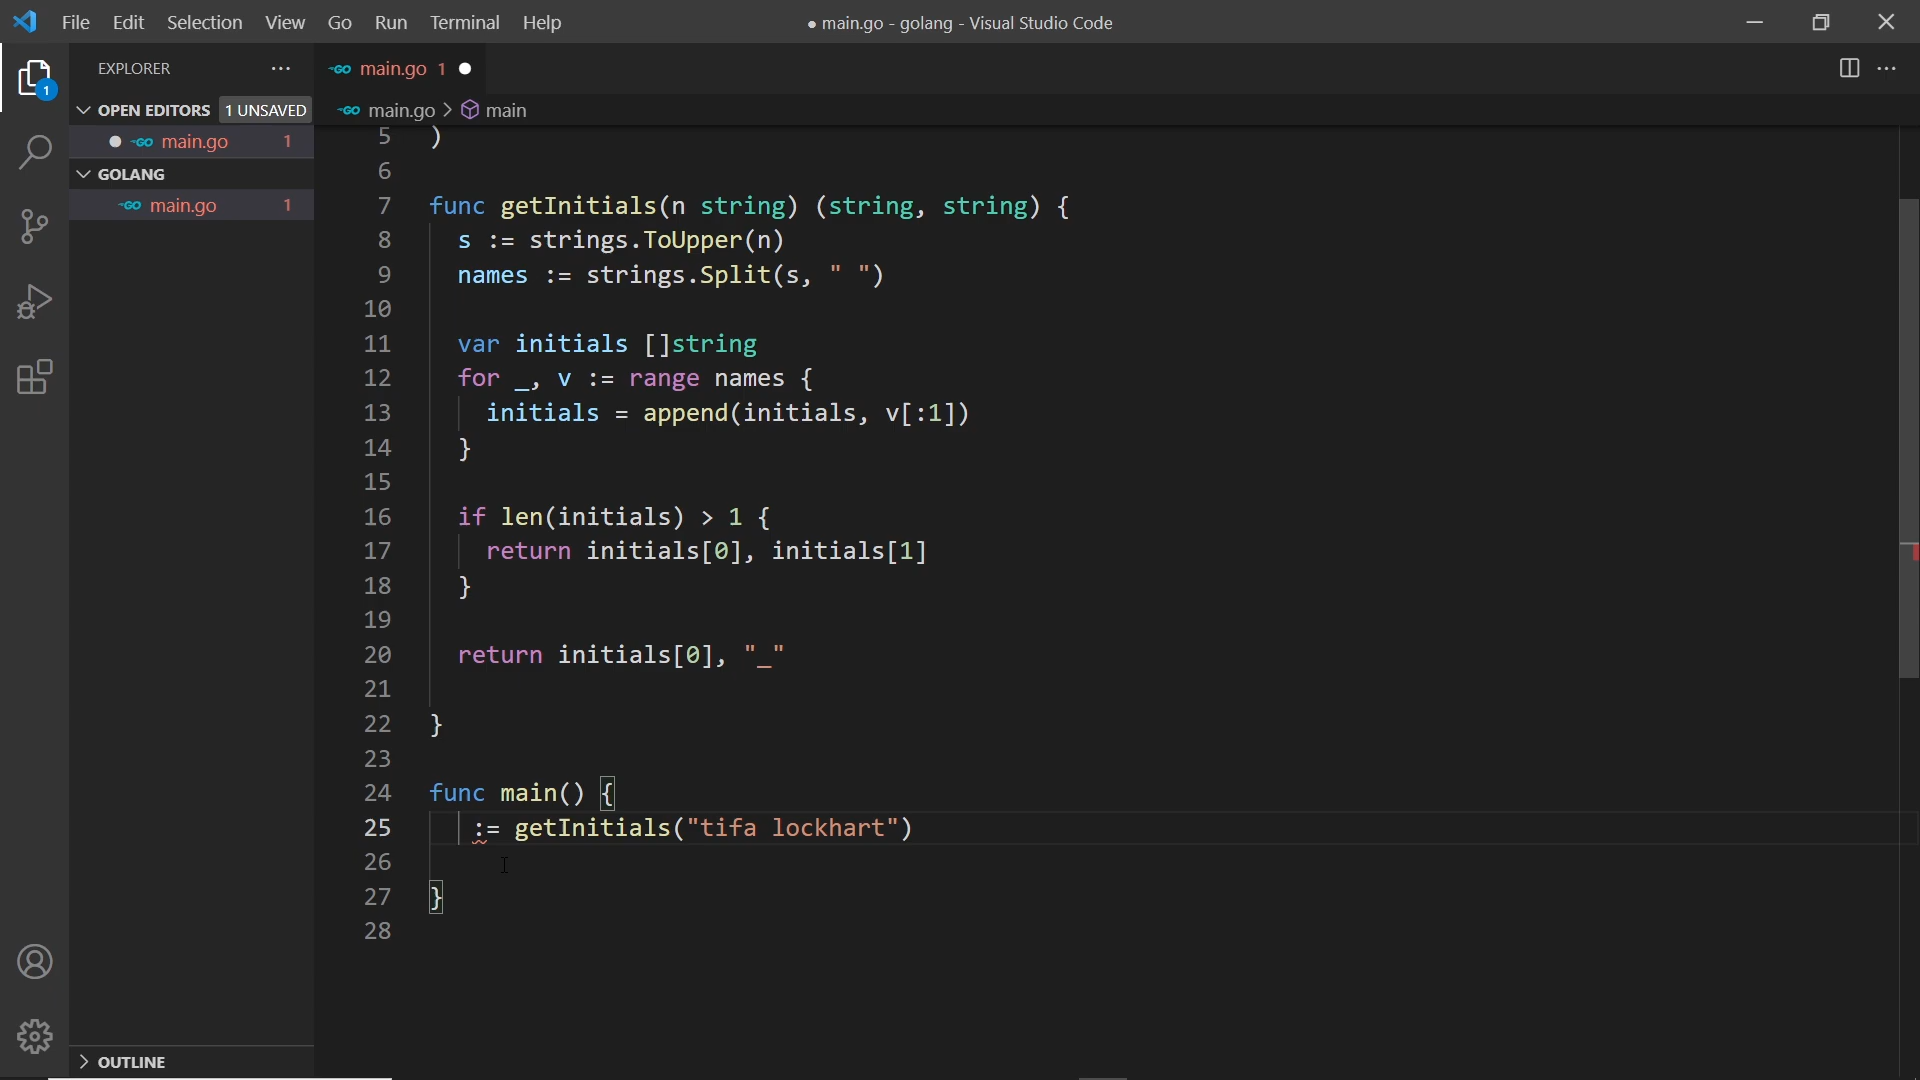 File Edit Selection View Go Run Terminal Help
● main.go - golang - Visual Studio Code
EXPLORER
main.go 1
1
OPEN EDITORS 1 UNSAVED
main.go > main
main.go 1
GOLANG
main.go 1
5 )
6
7 func getInitials(n string) (string, string) {
8 s := strings.ToUpper(n)
9 names := strings.Split(s, " ")
10
11 var initials []string
12 for _, v := range names {
13 initials = append(initials, v[:1])
14 }
15
16 if len(initials) > 1 {
17 return initials[0], initials[1]
18 }
19
20 return initials[0], "_"
21
22 }
23
24 func main() {
25 := getInitials("tifa lockhart")
26
27 }
28
OUTLINE